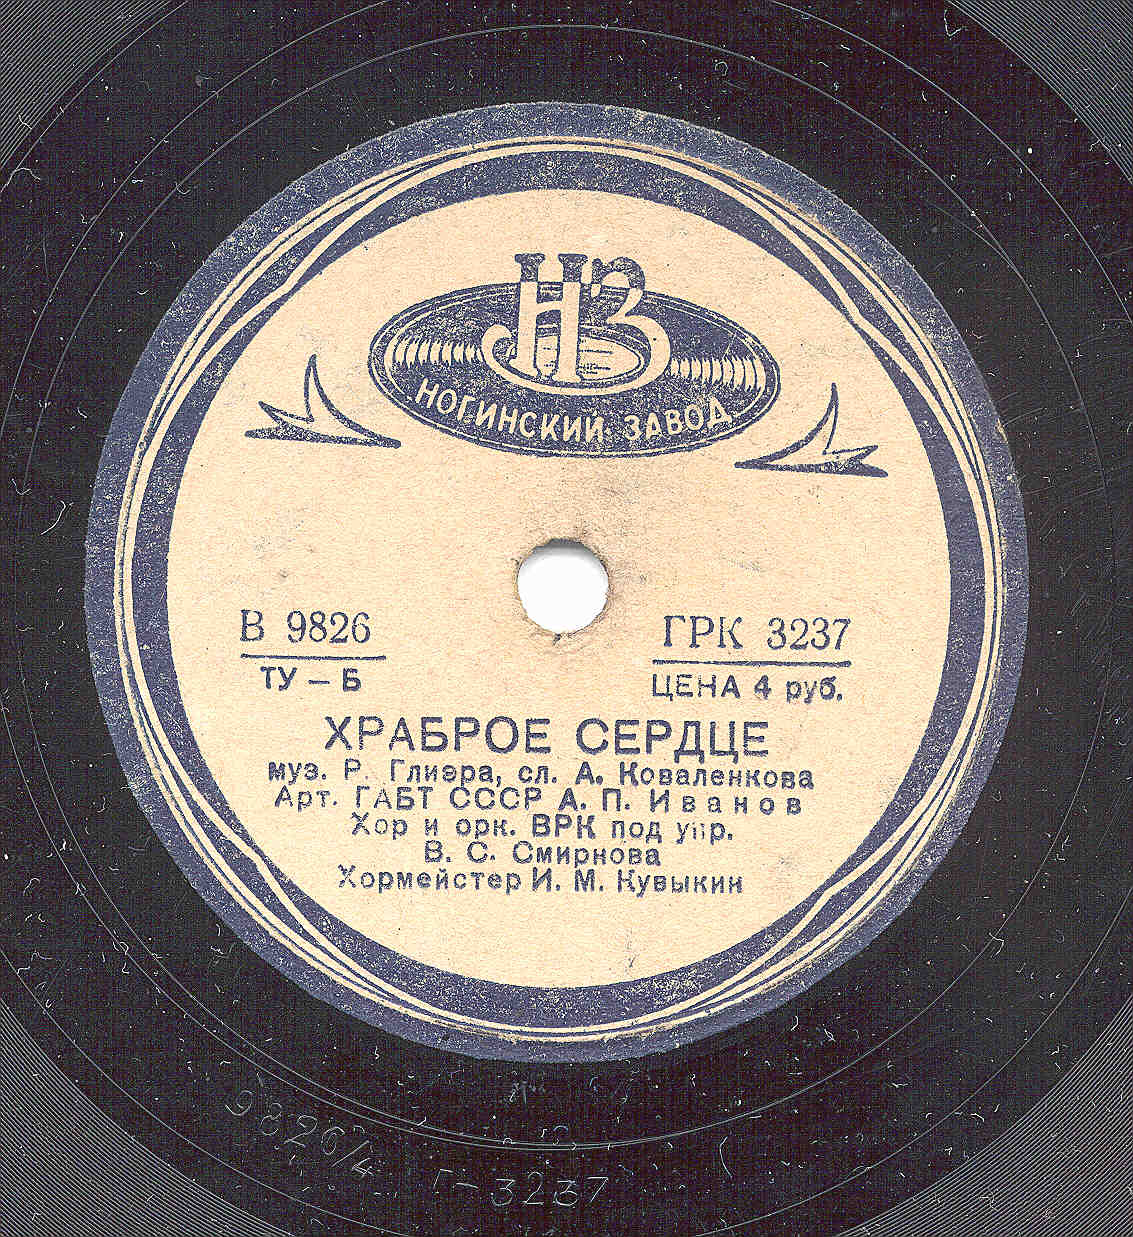 НЗ
НОГИНСКИЙ ЗАВОД
В 9826
ТУ – Б
ГРК 3237
ЦЕНА 4 руб.
ХРАБРОЕ СЕРДЦЕ
муз. Р. Глиэра, сл. А. Коваленкова
Арт. ГАБТ СССР А. П. Иванов
Хор и орк. ВРК под упр.
В. С. Смирнова
Хормейстер И. М. Кувыкин
9826/4
Г-3237